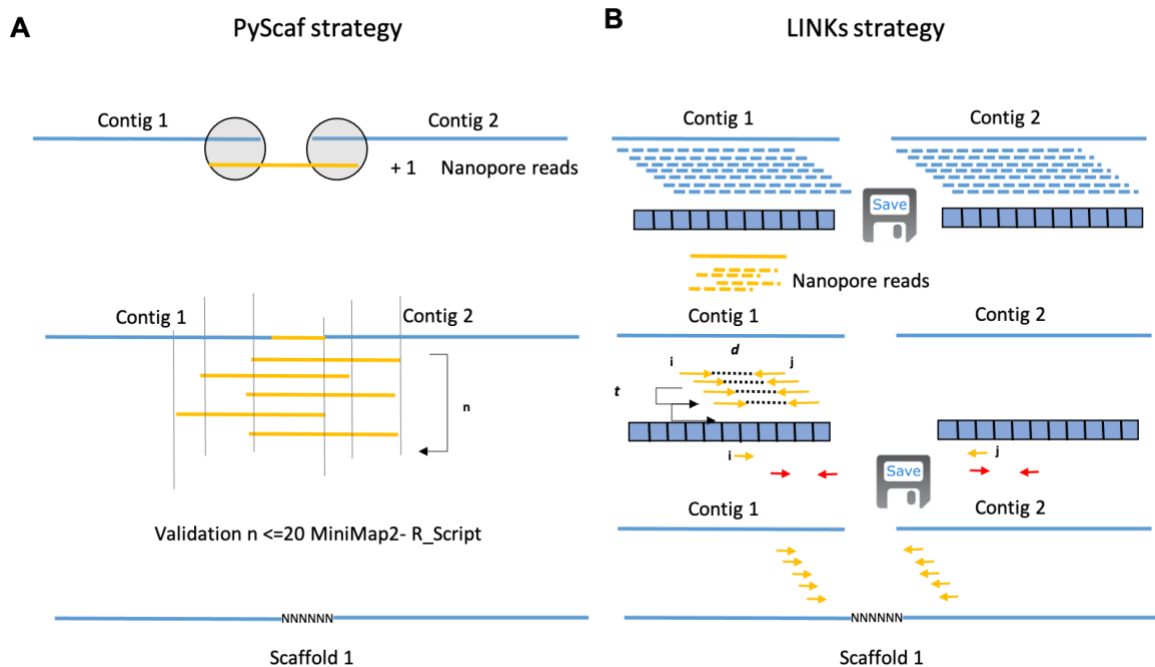 A
PyScaf strategy
Contig 1
Contig 2
+ 1 Nanopore reads
Contig 1
Contig 2
n
Validation n <=20 MiniMap2- R_Script
NNNNNN
Scaffold 1
B
LINKs strategy
Contig 1
Contig 2
Save
Nanopore reads
Contig 1
Contig 2
d
i
j
t
i
j
Save
Contig 1
Contig 2
NNNNNN
Scaffold 1